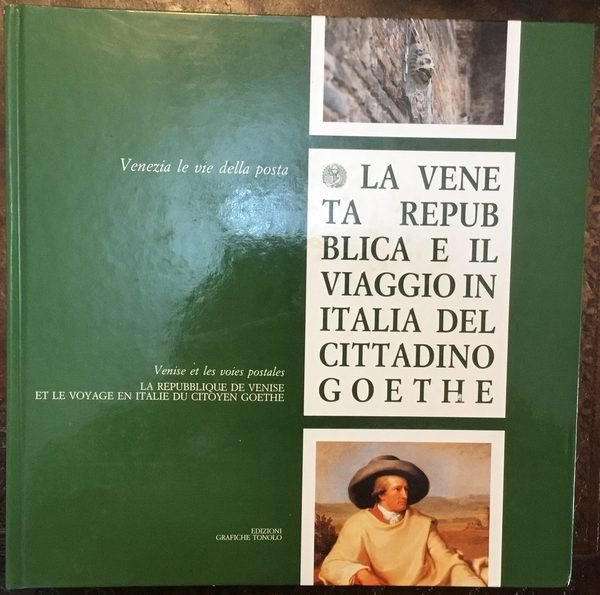 Venezia le vie della posta
LA VENE
TA REPUB
BLICA E IL
VIAGGIO IN
ITALIA DEL
CITTADINO
GOETHE
Venise et les voies postales
LA REPUBBLIQUE DE VENISE
ET LE VOYAGE EN ITALIE DU CITOYEN GOETHE
EDIZIONI
GRAFICHE TONOLO